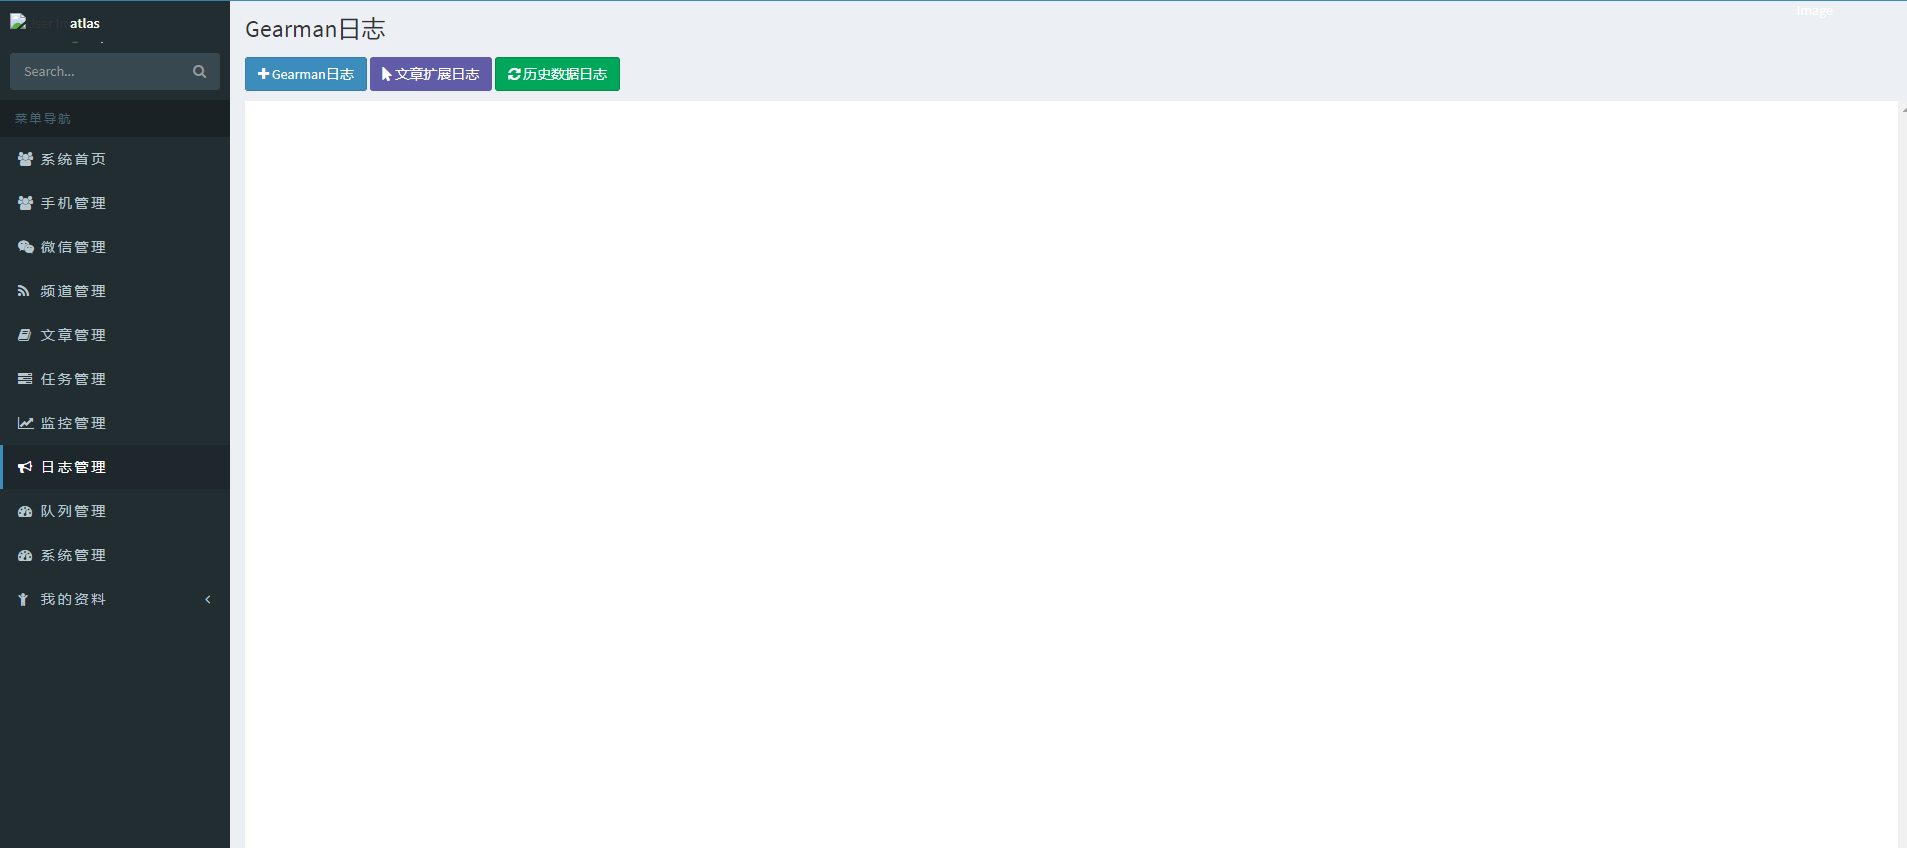 atlas
Search...
菜单导航
系统首页
手机管理
微信管理
频道管理
文章管理
任务管理
监控管理
日志管理
队列管理
系统管理
我的资料
Image
Gearman日志
Gearman日志
文章扩展日志
历史数据日志